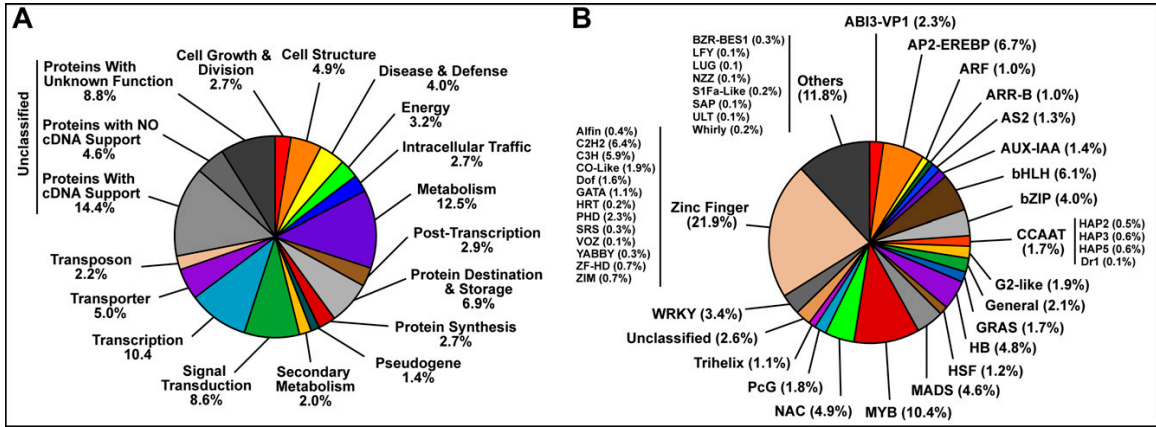 A
Unclassified
Proteins With
Unknown Function
8.8%
Proteins with NO
cDNA Support
4.6%
Proteins With
cDNA Support
14.4%
Transposon
2.2%
Transporter
5.0%
Transcription
10.4
Signal
Transduction
8.6%
Secondary
Metabolism
2.0%
Pseudogene
1.4%
Protein Synthesis
2.7%
Protein Destination
& Storage
6.9%
Post-Transcription
2.9%
Metabolism
12.5%
Intracellular Traffic
2.7%
Energy
3.2%
Disease & Defense
4.0%
Cell Structure
4.9%
Cell Growth &
Division
2.7%
B
ABI3-VP1 (2.3%)
AP2-EREBP (6.7%)
ARF (1.0%)
ARR-B (1.0%)
AS2 (1.3%)
AUX-IAA (1.4%)
bHLH (6.1%)
bZIP (4.0%)
CCAAT
(1.7%)
HAP2 (0.5%)
HAP3 (0.6%)
HAP5 (0.6%)
Dr1 (0.1%)
G2-like (1.9%)
General (2.1%)
GRAS (1.7%)
HB (4.8%)
HSF (1.2%)
MADS (4.6%)
MYB (10.4%)
NAC (4.9%)
PcG (1.8%)
Trihelix (1.1%)
Unclassified (2.6%)
WRKY (3.4%)
Zinc Finger
(21.9%)
Alfin (0.4%)
C2H2 (6.4%)
C3H (5.9%)
CO-Like (1.9%)
Dof (1.6%)
GATA (1.1%)
HRT (0.2%)
PHD (2.3%)
SRS (0.3%)
VOZ (0.1%)
YABBY (0.3%)
ZF-HD (0.7%)
ZIM (0.7%)
Others
(11.8%)
BZR-BES1 (0.3%)
LFY (0.1%)
LUG (0.1)
NZZ (0.1%)
S1Fa-Like (0.2%)
SAP (0.1%)
ULT (0.1%)
Whirly (0.2%)